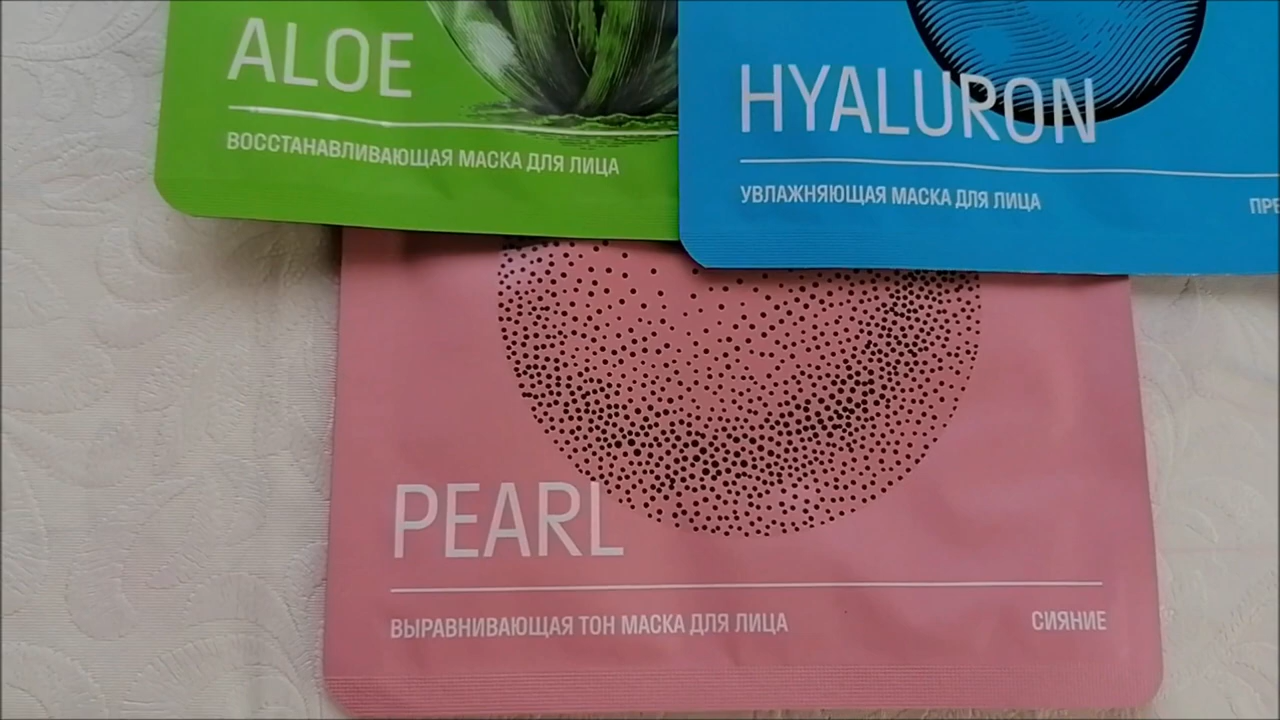 ALOE
ВОССТАНАВЛИВАЮЩАЯ МАСКА ДЛЯ ЛИЦА
HYALURON
УВЛАЖНЯЮЩАЯ МАСКА ДЛЯ ЛИЦА
PEARL
ВЫРАВНИВАЮЩАЯ ТОН МАСКА ДЛЯ ЛИЦА
СИЯНИЕ